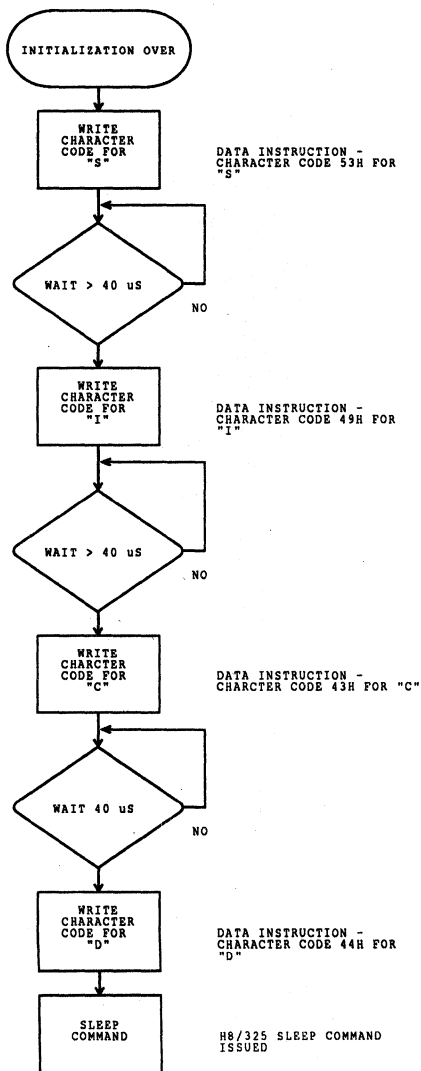 INITIALIZATION OVER
WRITE
CHARACTER
CODE FOR
"S"
DATA INSTRUCTION -
CHARACTER CODE 53H FOR
"S"
WAIT > 40 uS
NO
WRITE
CHARACTER
CODE FOR
"I"
DATA INSTRUCTION -
CHARACTER CODE 49H FOR
"I"
WAIT > 40 uS
NO
WRITE
CHARCTER
CODE FOR
"C"
DATA INSTRUCTION -
CHARCTER CODE 43H FOR "C"
WAIT 40 uS
NO
WRITE
CHARACTER
CODE FOR
"D"
DATA INSTRUCTION -
CHARACTER CODE 44H FOR
"D"
SLEEP
COMMAND
H8/325 SLEEP COMMAND
ISSUED